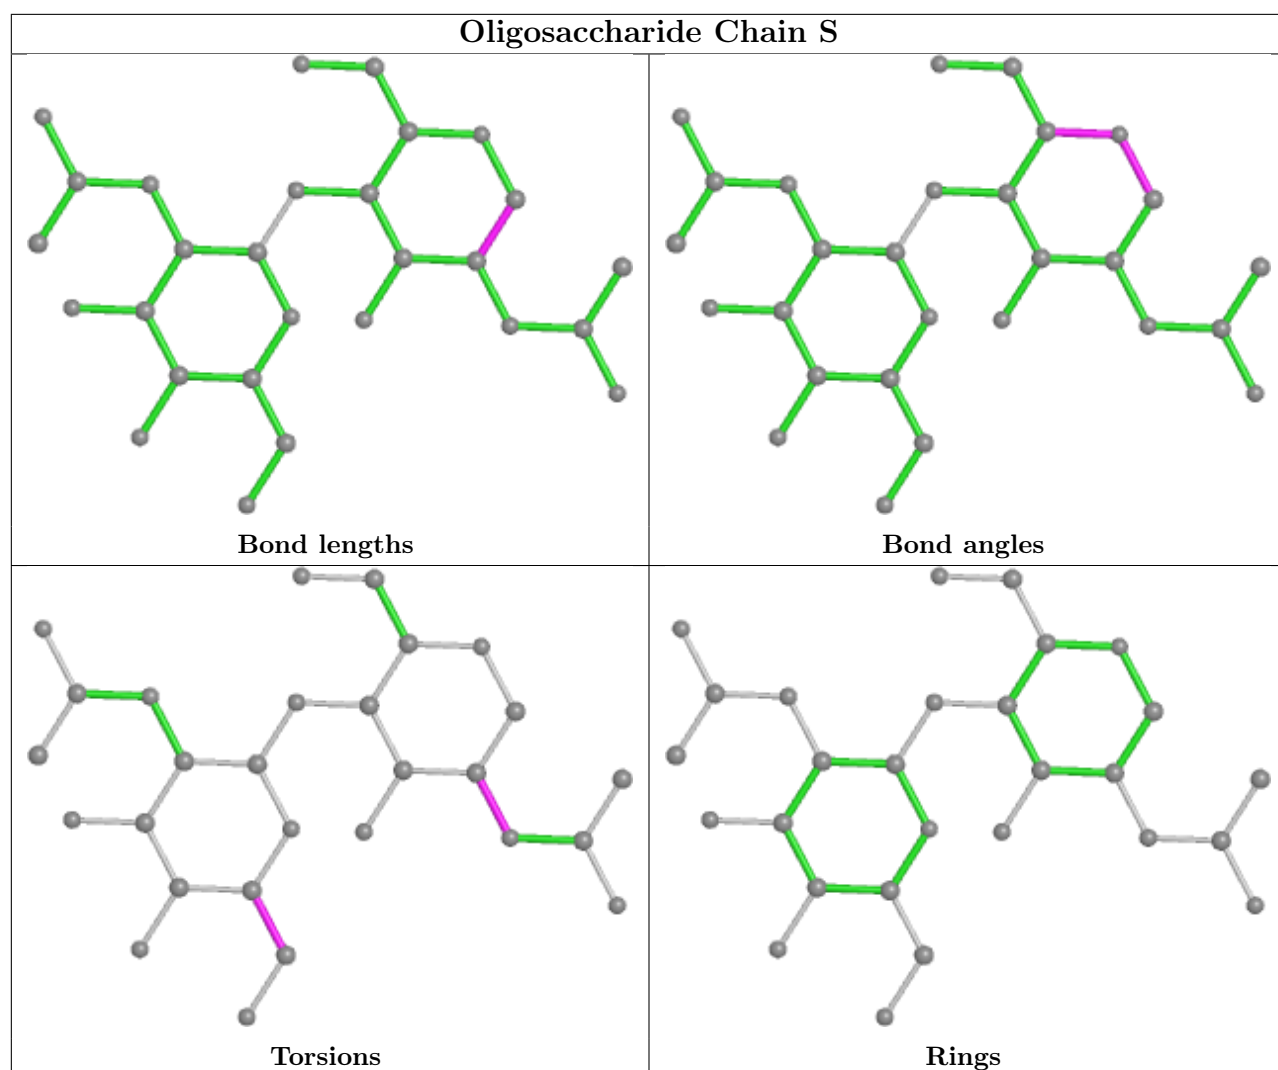 Oligosaccharide Chain S
Bond lengths
Bond angles
Torsions
Rings